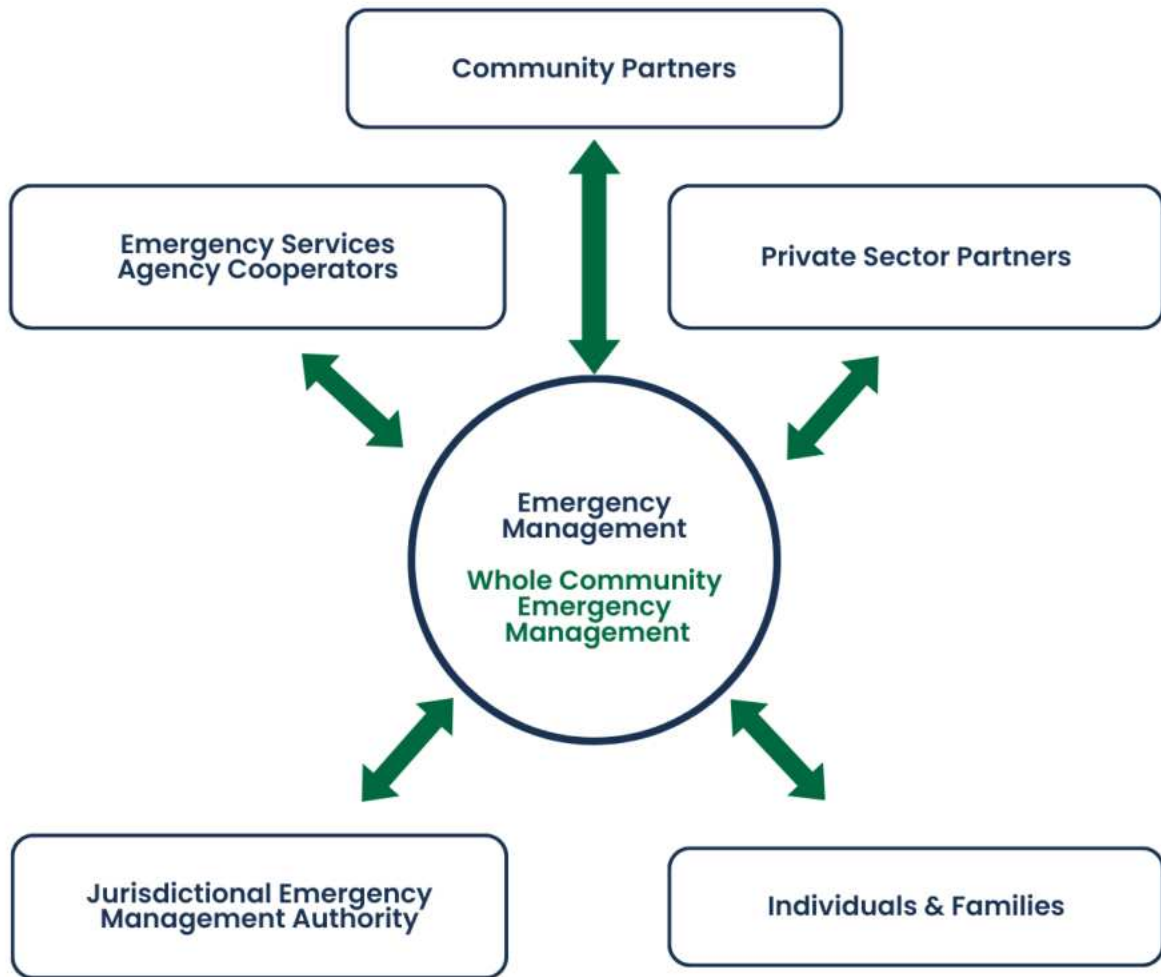 Community Partners
Emergency Services
Agency Cooperators
Private Sector Partners
Emergency
Management
Whole Community
Emergency
Management
Jurisdictional Emergency
Management Authority
Individuals & Families